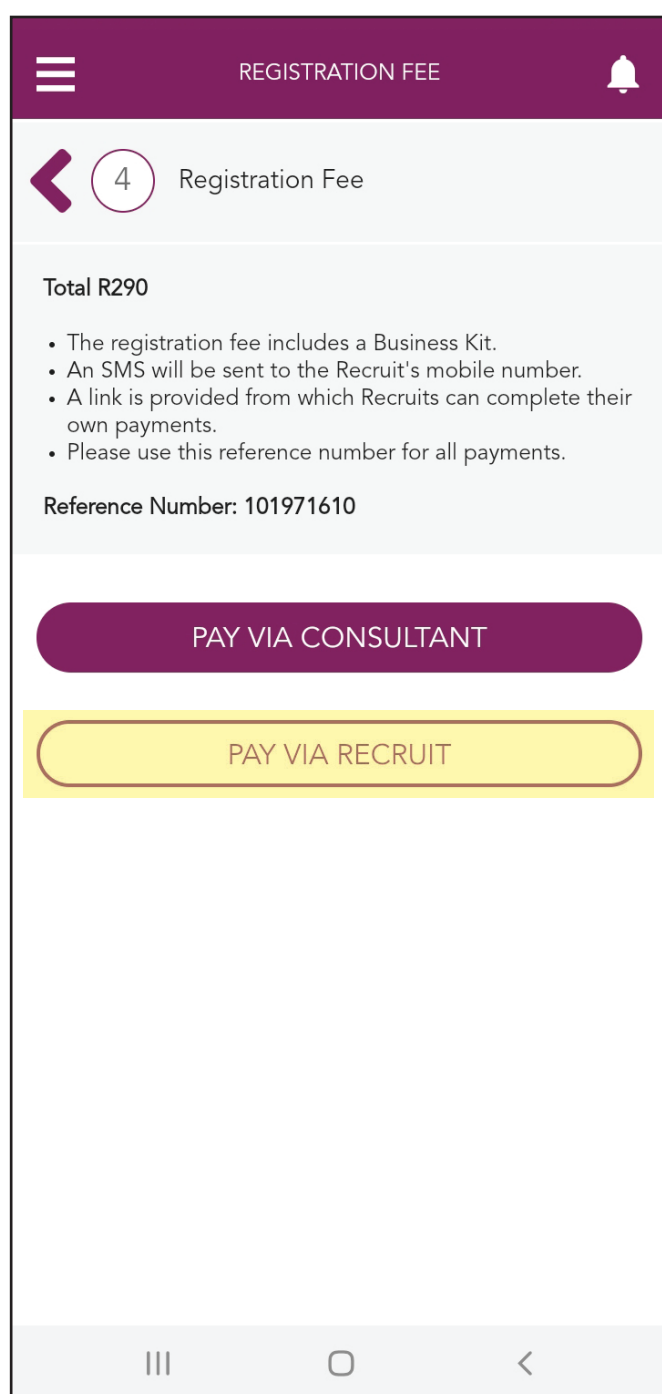 REGISTRATION FEE
4 Registration Fee
Total R290
• The registration fee includes a Business Kit.
• An SMS will be sent to the Recruit's mobile number.
• A link is provided from which Recruits can complete their
own payments.
• Please use this reference number for all payments.
Reference Number: 101971610
PAY VIA CONSULTANT
PAY VIA RECRUIT